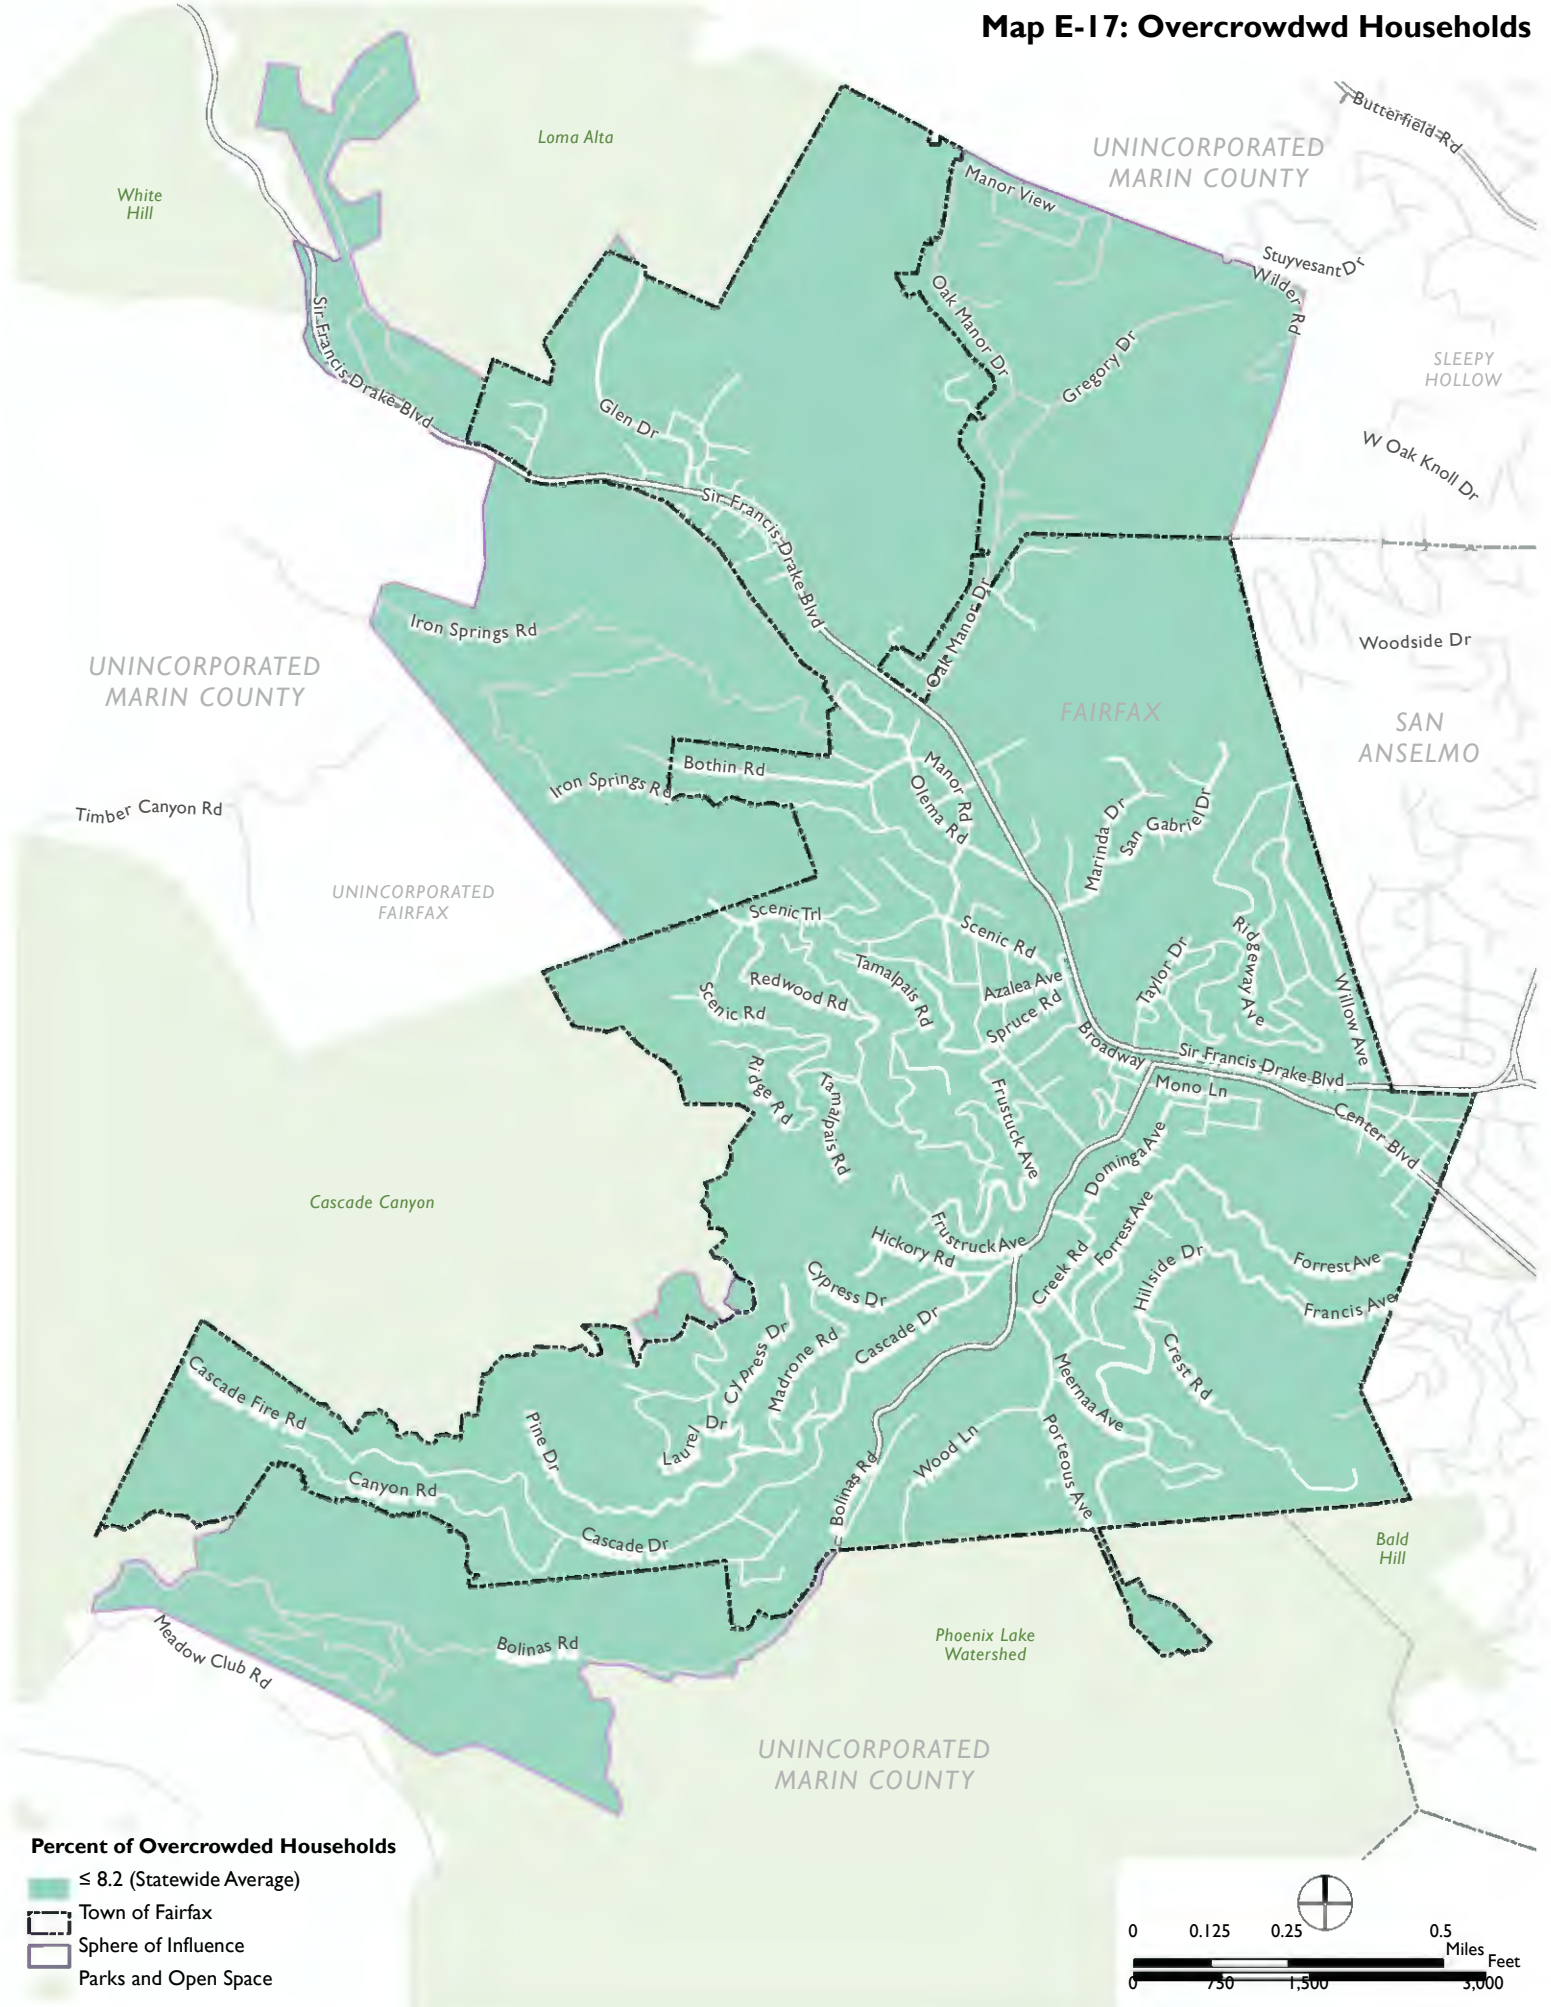 Map E-17: Overcrowdwd Households
Butterfield Rd
Loma Alta
UNINCORPORATED
MARIN COUNTY
White
Hill
Manor View
Stuyvesant Dr
Wilder Rd
Oak Manor Dr
Sir Francis Drake Blvd
Gregory Dr
SLEEPY
HOLLOW
Glen Dr
W Oak Knoll Dr
Sir Francis Drake Blvd
Oak Manor Dr
Iron Springs Rd
Woodside Dr
UNINCORPORATED
MARIN COUNTY
FAIRFAX
SAN
ANSELMO
Bothin Rd
Manor Rd
Iron Springs Rd
Olema Rd
Timber Canyon Rd
Marinda Dr
San Gabriel Dr
UNINCORPORATED
FAIRFAX
Scenic Trl
Scenic Rd
Ridgeway Ave
Taylor Dr
Tamalpais Rd
Redwood Rd
Azalea Ave
Willow Ave
Scenic Rd
Spruce Rd
Broadway
Sir Francis Drake Blvd
Ridge Rd
Mono Ln
Tamalpais Rd
Frustuck Ave
Center Blvd
Dominga Ave
Cascade Canyon
Forrest Ave
Frustruck Ave
Hickory Rd
Creek Rd
Hillside Dr
Forrest Ave
Cypress Dr
Francis Ave
Cascade Dr
Cypress Dr
Madrone Rd
Crest Rd
Cascade Fire Rd
Meernaa Ave
Pine Dr
Laurel Dr
Porteous Ave
Wood Ln
Bolinas Rd
Canyon Rd
Cascade Dr
Bald
Hill
Meadow Club Rd
Bolinas Rd
Phoenix Lake
Watershed
UNINCORPORATED
MARIN COUNTY
Percent of Overcrowded Households
≤ 8.2 (Statewide Average)
Town of Fairfax
Sphere of Influence
Parks and Open Space
0 0.125 0.25 0.5
Miles
Feet
0 750 1,500 3,000